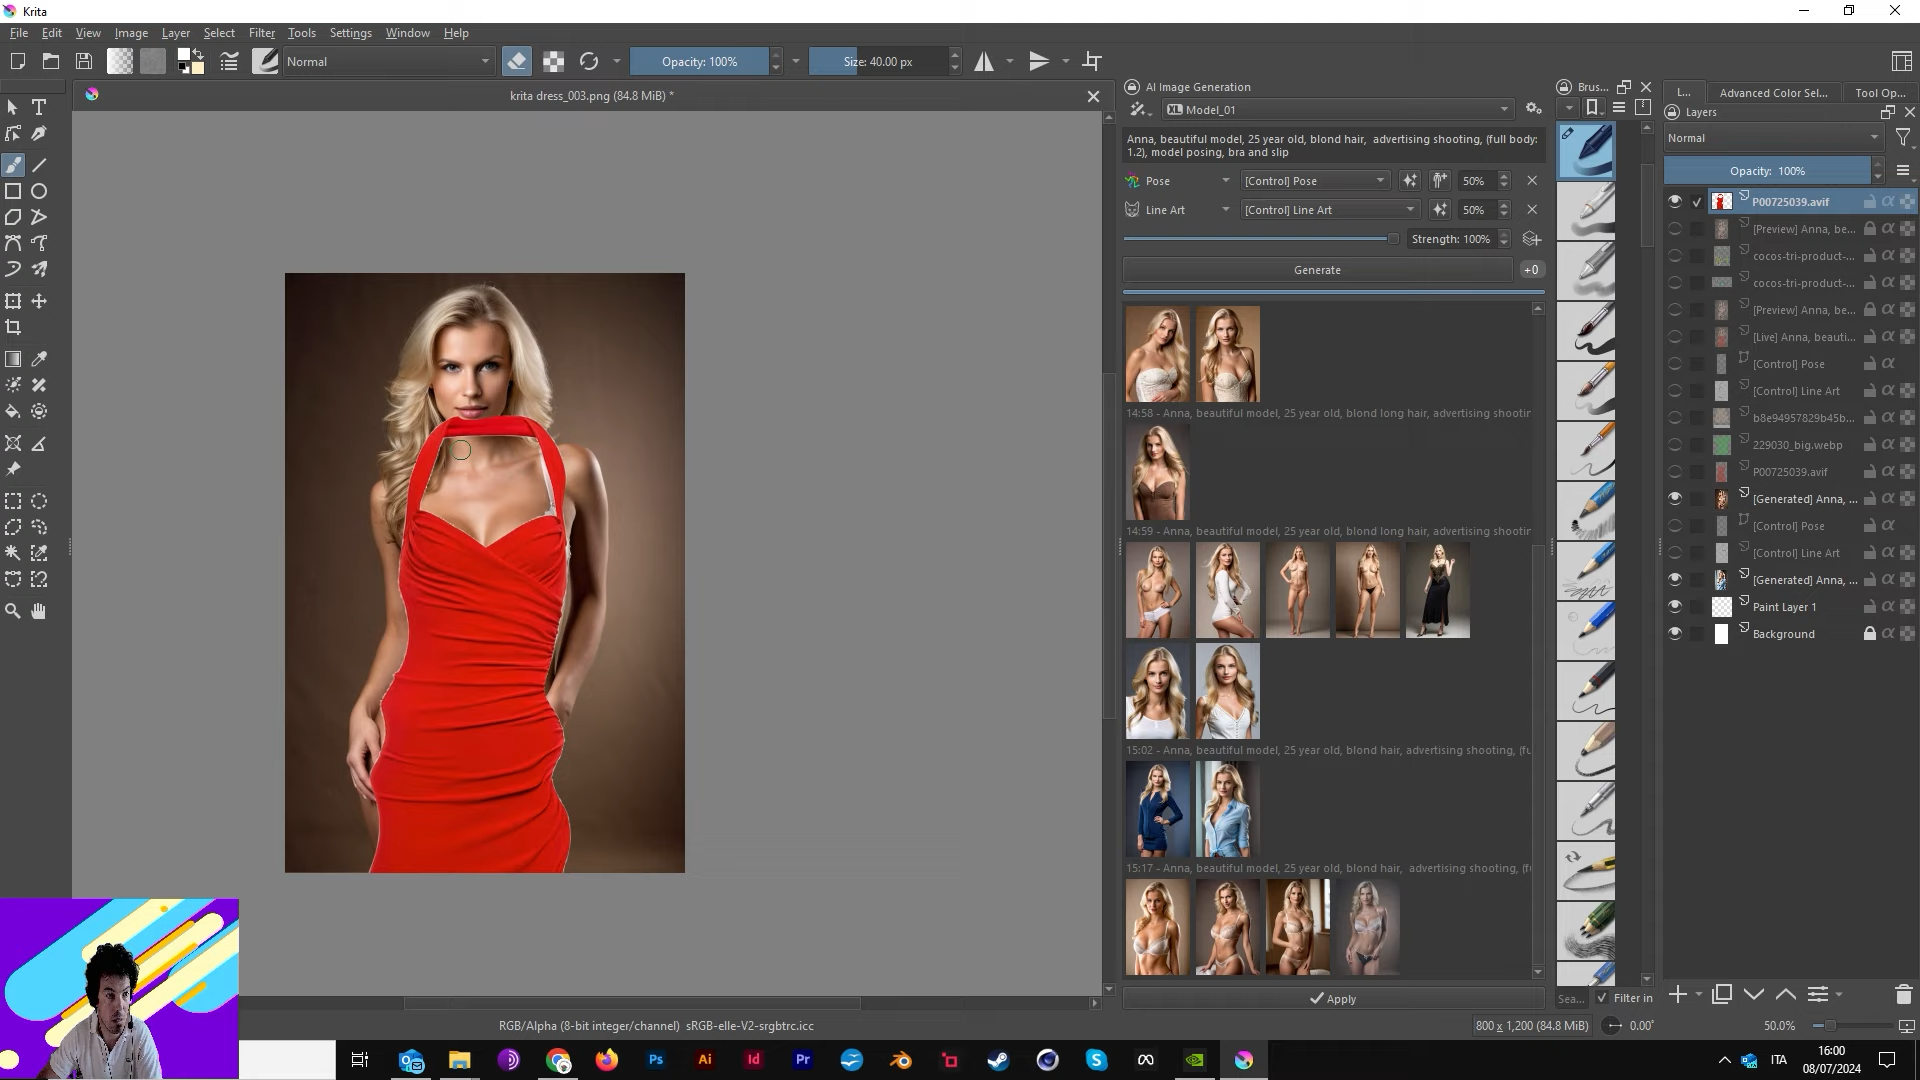 Krita
File Edit View Image Layer Select Filter Tools Settings Window Help
Normal
Opacity: 100%
Size: 40.00 px
krita dress_003.png (84.8 MiB) *
AI Image Generation
XL Model_01
Anna, beautiful model, 25 year old, blond hair,  advertising shooting, (full body:
1.2), model posing, bra and slip
Pose [Control] Pose 50%
Line Art [Control] Line Art 50%
Strength: 100%
Generate +0
14:58 - Anna, beautiful model, 25 year old, blond long hair, advertising shootin
14:59 - Anna, beautiful model, 25 year old, blond long hair, advertising shootin
15:02 - Anna, beautiful model, 25 year old, blond hair, advertising shooting, (fu
15:17 - Anna, beautiful model, 25 year old, blond hair,  advertising shooting, (fu
Apply
Brus...
Sea...
Filter in
L... Advanced Color Sel... Tool Op...
Layers
Normal
Opacity:  100%
P00725039.avif
[Preview] Anna, be...
cocos-tri-product-...
cocos-tri-product-...
[Preview] Anna, be...
[Live] Anna, beauti...
[Control] Pose
[Control] Line Art
b8e94957829b45b...
229030_big.webp
P00725039.avif
[Generated] Anna, ...
[Control] Pose
[Control] Line Art
[Generated] Anna, ...
Paint Layer 1
Background
RGB/Alpha (8-bit integer/channel)  sRGB-elle-V2-srgbtrc.icc
800 x 1,200 (84.8 MiB)
0.00°
50.0%
Ps Ai Id Pr
ITA
16:00
08/07/2024